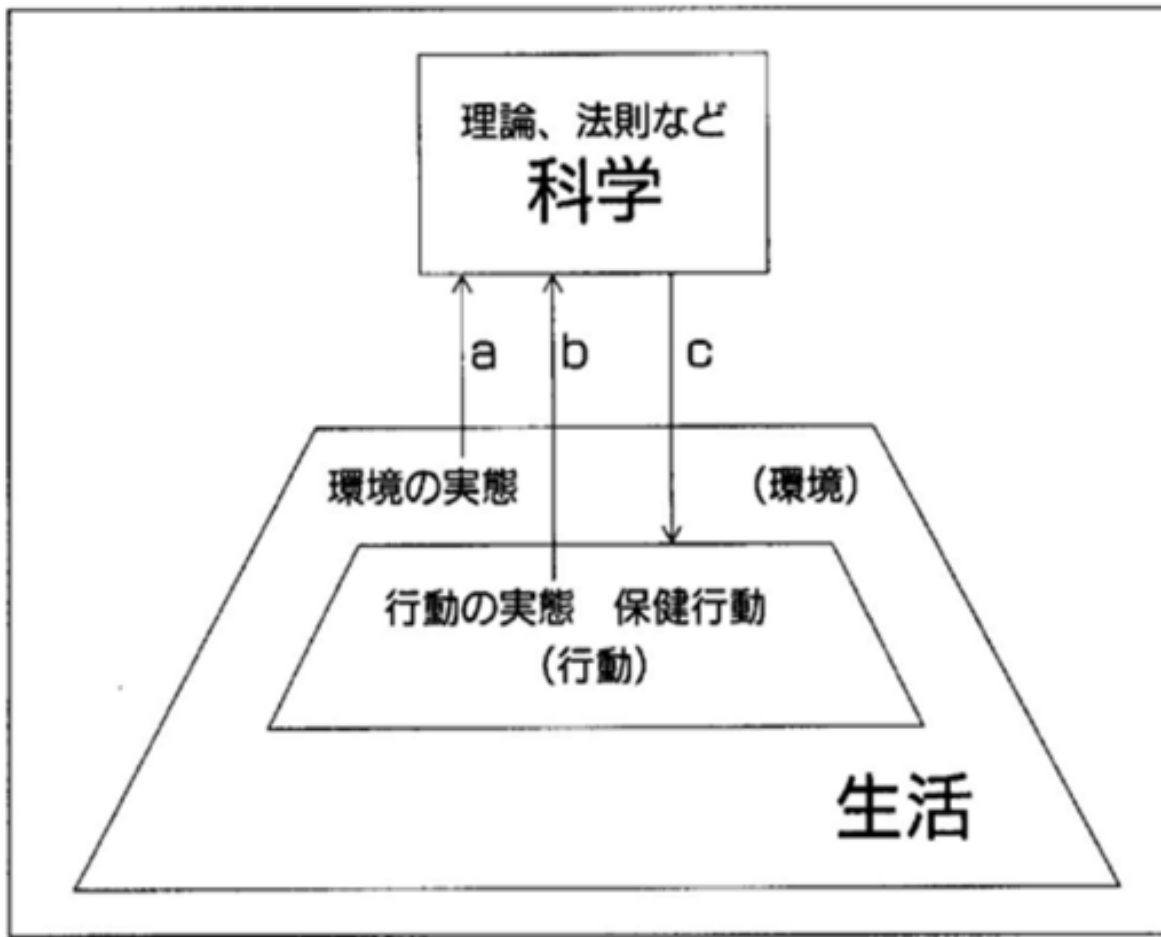 理論、法則など
科学
a
b
c
環境の実態
(環境)
行動の実態　保健行動
(行動)
生活